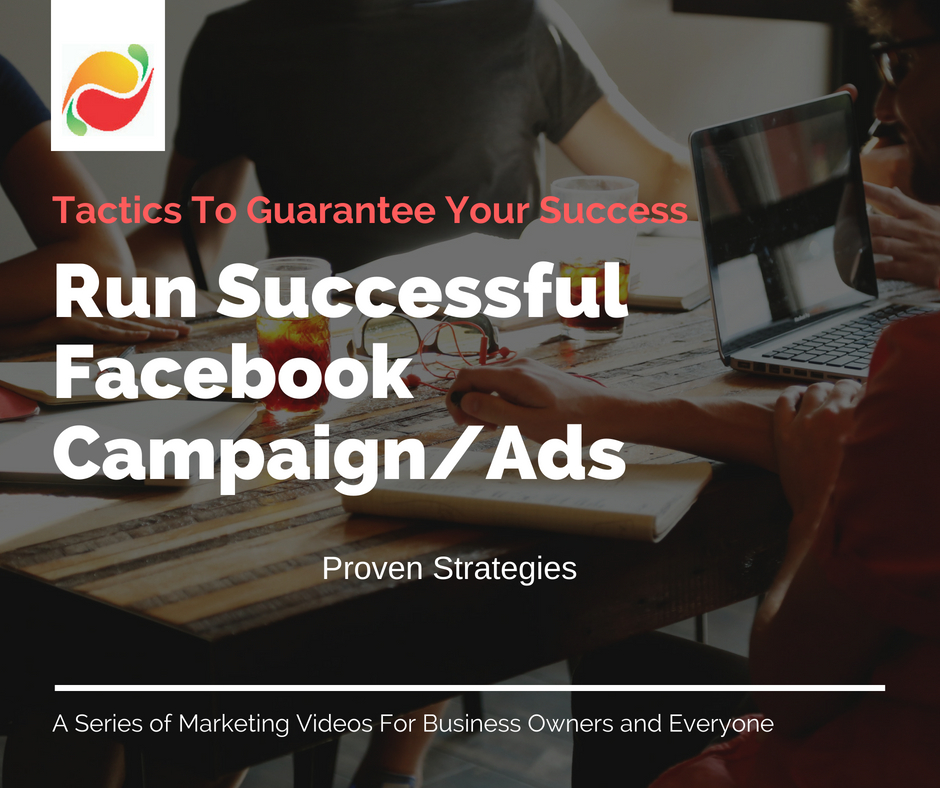 Tactics To Guarantee Your Success
Run Successful
Facebook
Campaign/Ads
Proven Strategies
A Series of Marketing Videos For Business Owners and Everyone